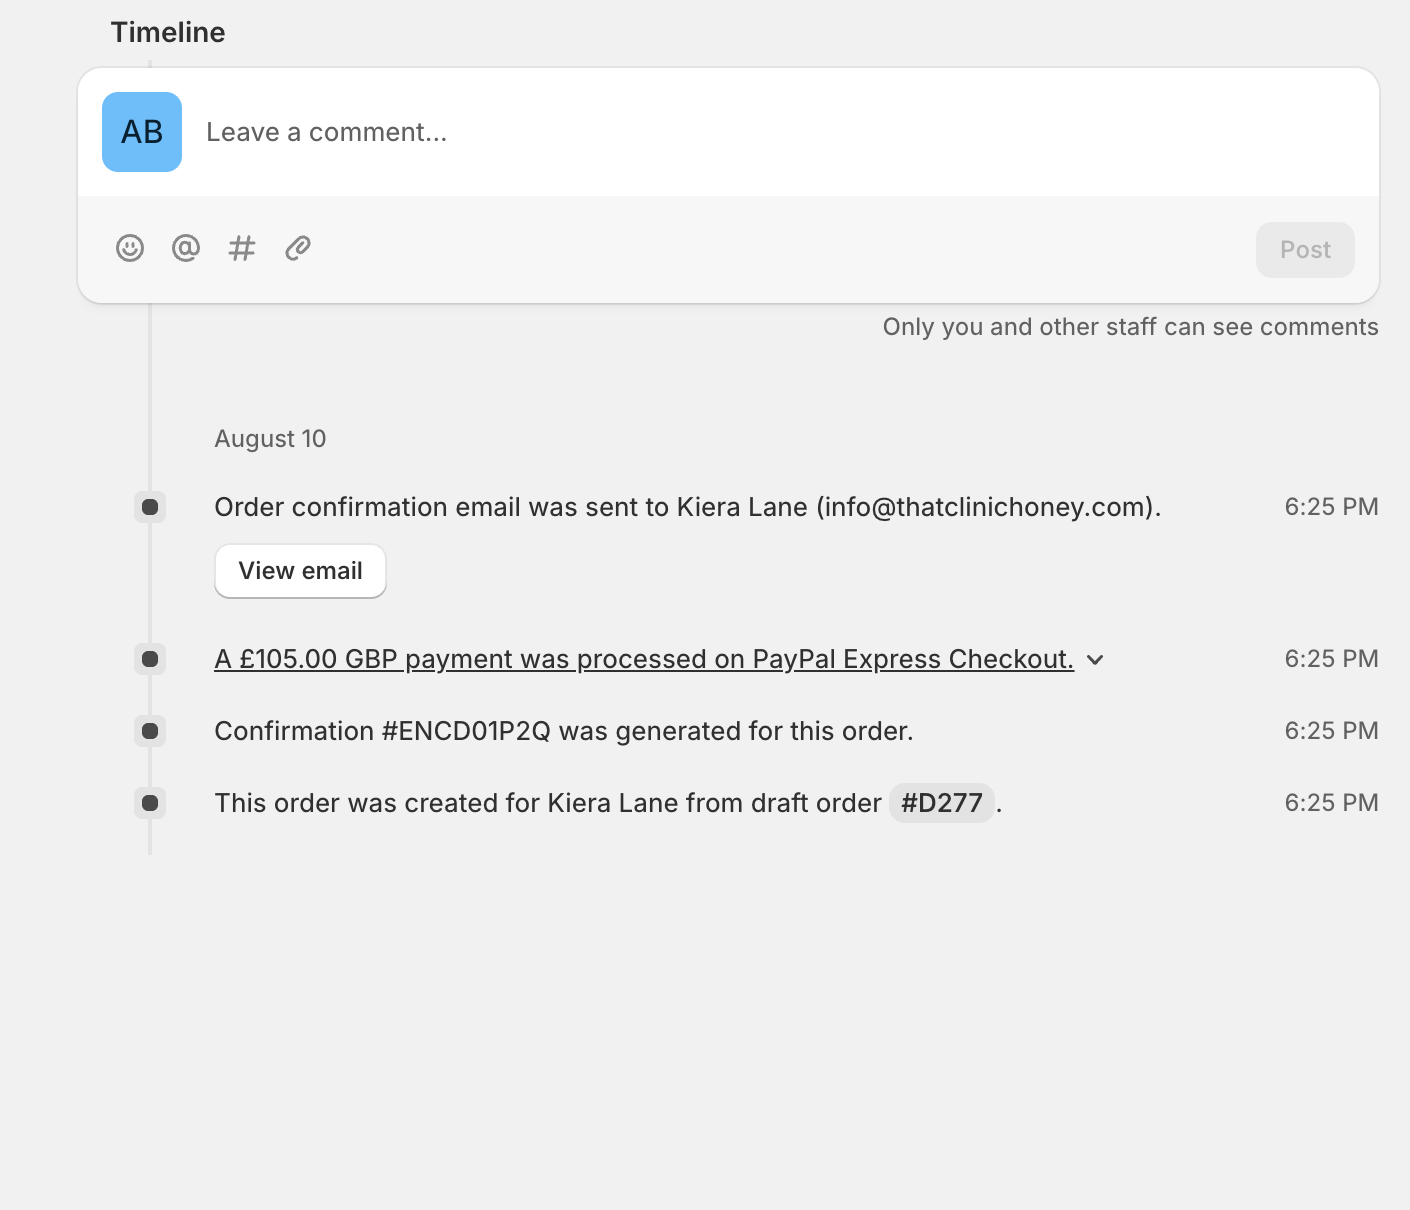 Timeline
AB
Leave a comment...
Post
Only you and other staff can see comments
August 10
Order confirmation email was sent to Kiera Lane (info@thatclinichoney.com). 6:25 PM
View email
A £105.00 GBP payment was processed on PayPal Express Checkout. 6:25 PM
Confirmation #ENCD01P2Q was generated for this order. 6:25 PM
This order was created for Kiera Lane from draft order #D277 . 6:25 PM